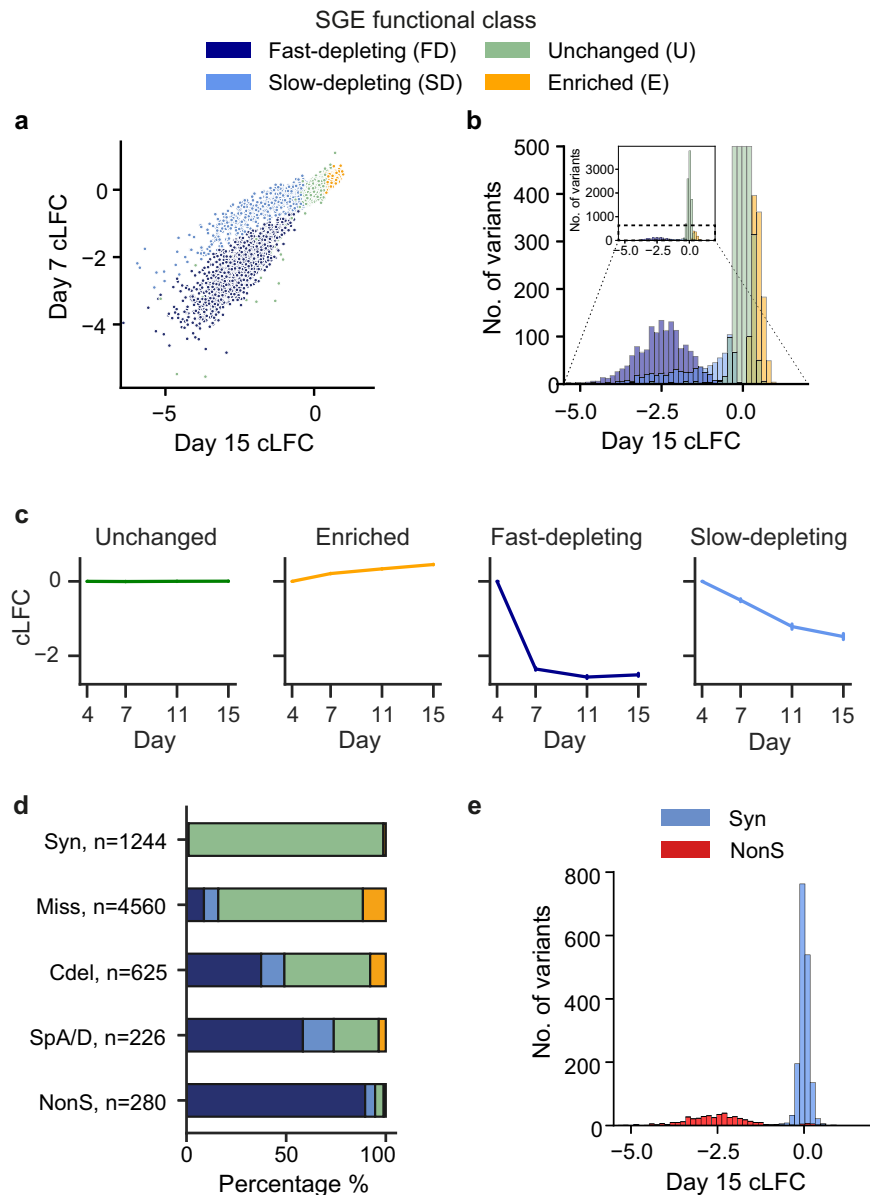 SGE functional class
Fast-depleting (FD)
Unchanged (U)
Slow-depleting (SD)
Enriched (E)
a
Day 7 cLFC
0
−2
−4
−5
0
Day 15 cLFC
b
No. of variants
500
400
300
200
100
0
−5.0
−2.5
0.0
Day 15 cLFC
No. of variants
3000
2000
1000
0
−5.0
−2.5
0.0
c
Unchanged
Enriched
Fast-depleting
Slow-depleting
cLFC
0
−2
4 7 11 15
4 7 11 15
4 7 11 15
4 7 11 15
Day
Day
Day
Day
d
Syn, n=1244
Miss, n=4560
Cdel, n=625
SpA/D, n=226
NonS, n=280
0 50 100
Percentage %
e
Syn
NonS
No. of variants
800
600
400
200
0
−5.0
−2.5
0.0
Day 15 cLFC